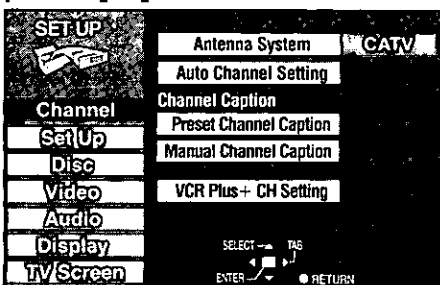 SET UP
Channel
Set Up
Disc
Video
Audio
Display
TV Screen
Antenna System CATV
Auto Channel Setting
Channel Caption
Preset Channel Caption
Manual Channel Caption
VCR Plus+ CH Setting
SELECT TAB
ENTER RETURN